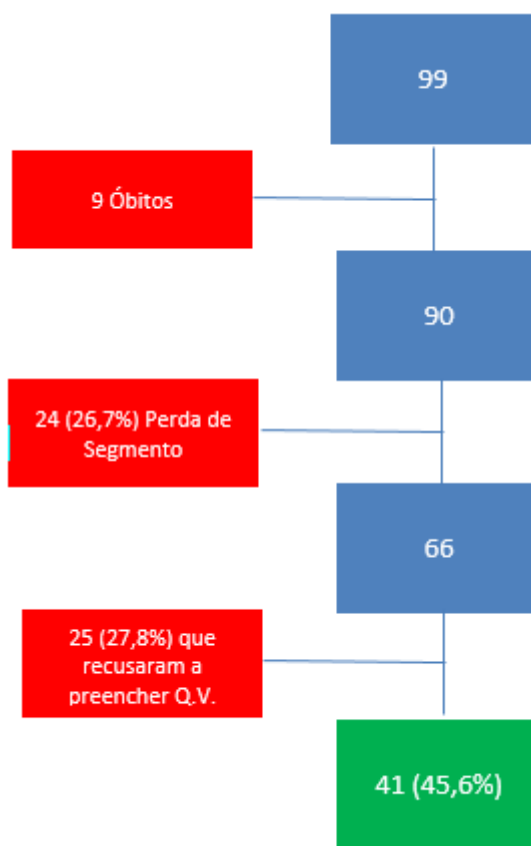 99
9 Óbitos
90
24 (26,7%) Perda de
Segmento
66
25 (27,8%) que
recusaram a
preencher Q.V.
41 (45,6%)